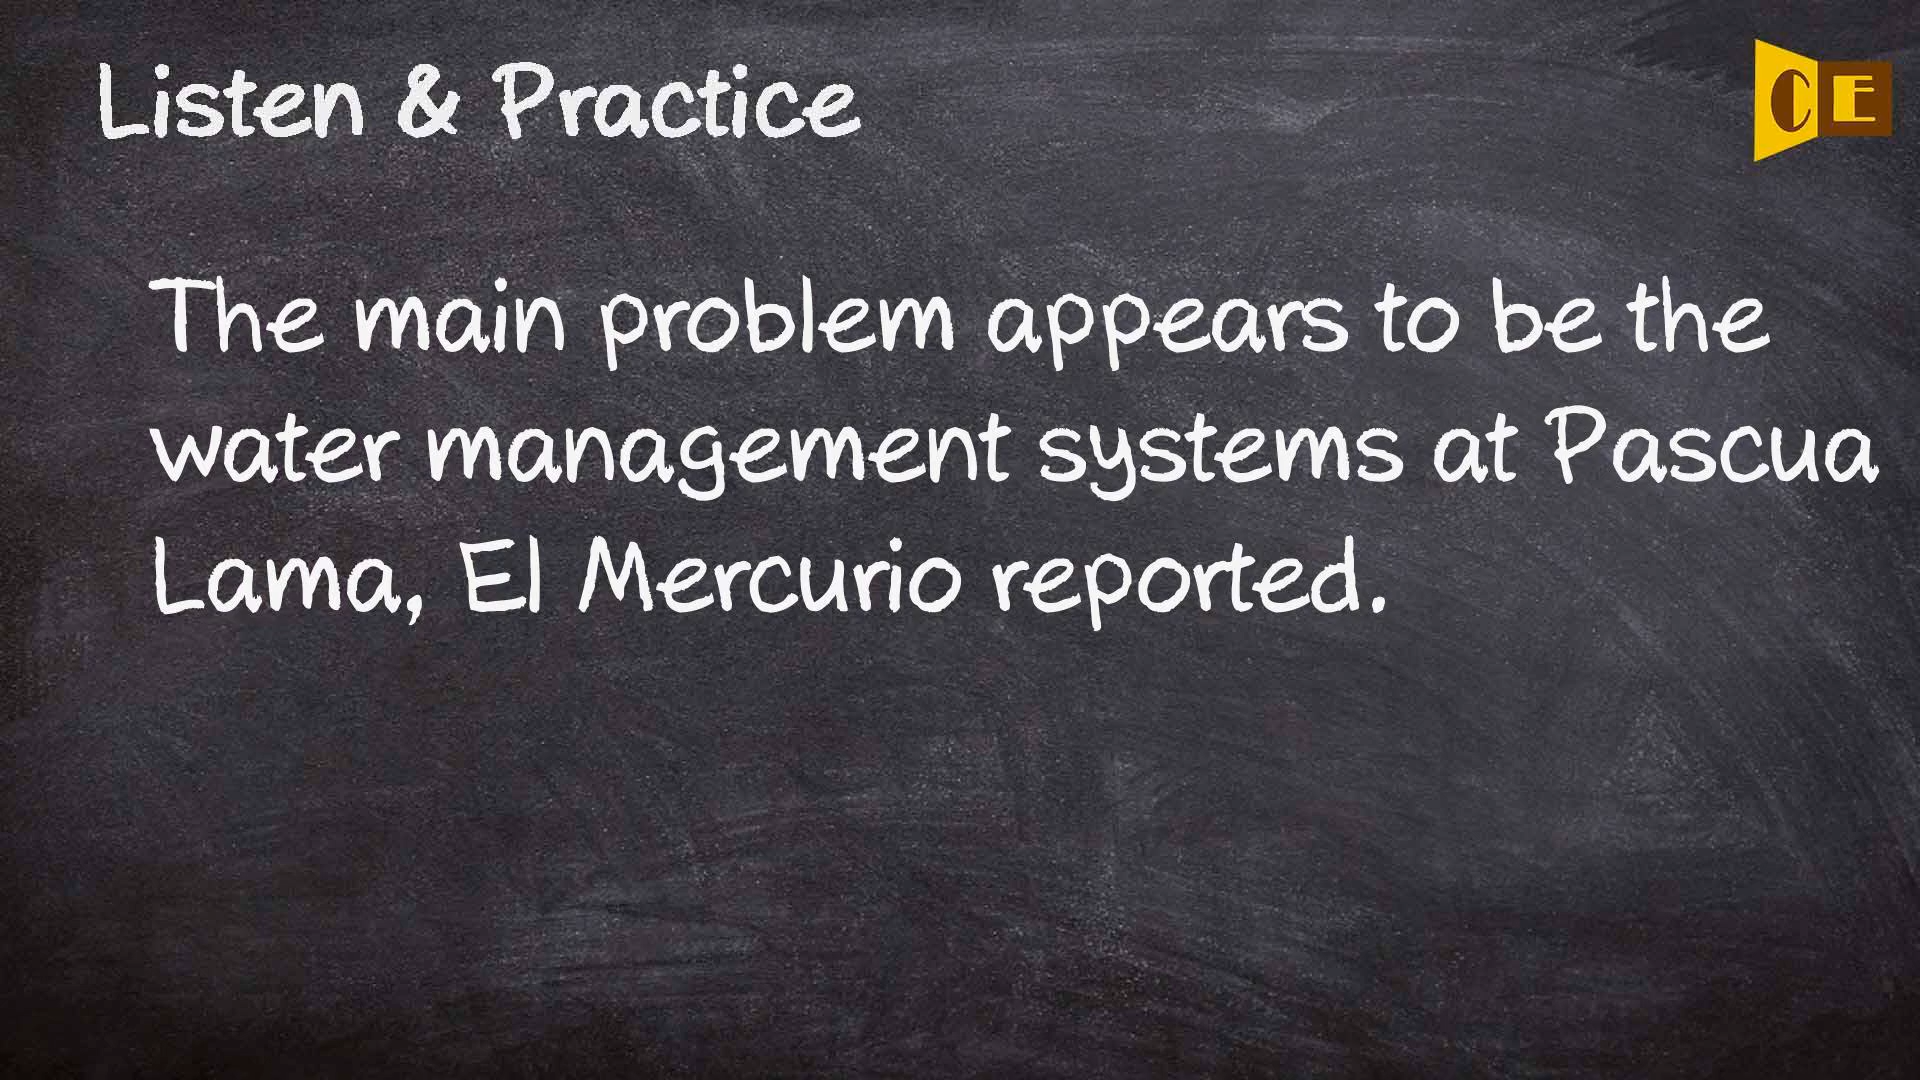 Listen & Practice
CE
The main problem appears to be the
water management systems at Pascua
Lama, El Mercurio reported.